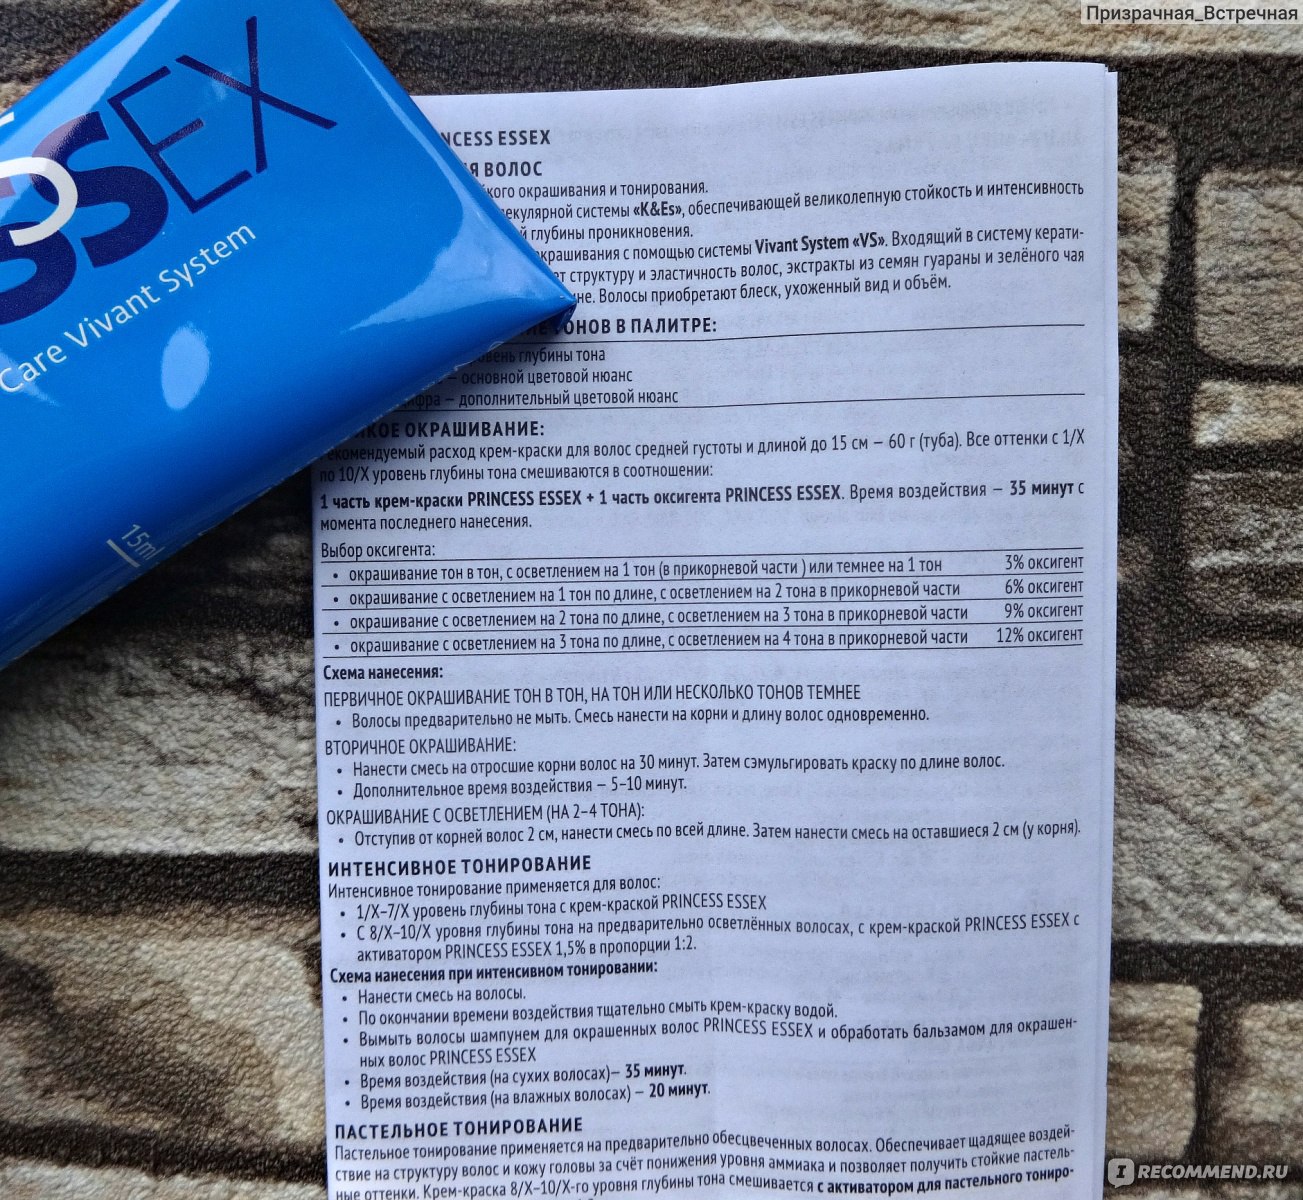 Призрачная_Встречная
SSEX
Care Vivant System
15ml
NCESS ESSEX
Я ВОЛОС
кого окрашивания и тонирования.
екулярной системы «K&Es», обеспечивающей великолепную стойкость и интенсивность
й глубины проникновения.
окрашивания с помощью системы Vivant System «VS». Входящий в систему керати-
ет структуру и эластичность волос, экстракты из семян гуараны и зелёного чая
не. Волосы приобретают блеск, ухоженный вид и объём.
ИЕ ТОНОВ В ПАЛИТРЕ:
овень глубины тона
— основной цветовой нюанс
ифра — дополнительный цветовой нюанс
КОЕ ОКРАШИВАНИЕ:
екомендуемый расход крем-краски для волос средней густоты и длиной до 15 см — 60 г (туба). Все оттенки с 1/X
по 10/X уровень глубины тона смешиваются в соотношении:
1 часть крем-краски PRINCESS ESSEX + 1 часть оксигента PRINCESS ESSEX. Время воздействия — 35 минут с
момента последнего нанесения.
Выбор оксигента:
• окрашивание тон в тон, с осветлением на 1 тон (в прикорневой части ) или темнее на 1 тон 3% оксигент
• окрашивание с осветлением на 1 тон по длине, с осветлением на 2 тона в прикорневой части 6% оксигент
• окрашивание с осветлением на 2 тона по длине, с осветлением на 3 тона в прикорневой части 9% оксигент
• окрашивание с осветлением на 3 тона по длине, с осветлением на 4 тона в прикорневой части 12% оксигент
Схема нанесения:
ПЕРВИЧНОЕ ОКРАШИВАНИЕ ТОН В ТОН, НА ТОН ИЛИ НЕСКОЛЬКО ТОНОВ ТЕМНЕЕ
• Волосы предварительно не мыть. Смесь нанести на корни и длину волос одновременно.
ВТОРИЧНОЕ ОКРАШИВАНИЕ:
• Нанести смесь на отросшие корни волос на 30 минут. Затем сэмульгировать краску по длине волос.
• Дополнительное время воздействия — 5–10 минут.
ОКРАШИВАНИЕ С ОСВЕТЛЕНИЕМ (НА 2–4 ТОНА):
• Отступив от корней волос 2 см, нанести смесь по всей длине. Затем нанести смесь на оставшиеся 2 см (у корня).
ИНТЕНСИВНОЕ ТОНИРОВАНИЕ
Интенсивное тонирование применяется для волос:
• 1/X–7/X уровень глубины тона с крем-краской PRINCESS ESSEX
• С 8/X–10/X уровня глубины тона на предварительно осветлённых волосах, с крем-краской PRINCESS ESSEX с
активатором PRINCESS ESSEX 1,5% в пропорции 1:2.
Схема нанесения при интенсивном тонировании:
• Нанести смесь на волосы.
• По окончании времени воздействия тщательно смыть крем-краску водой.
• Вымыть волосы шампунем для окрашенных волос PRINCESS ESSEX и обработать бальзамом для окрашен-
ных волос PRINCESS ESSEX
• Время воздействия (на сухих волосах)— 35 минут.
• Время воздействия (на влажных волосах) — 20 минут.
ПАСТЕЛЬНОЕ ТОНИРОВАНИЕ
Пастельное тонирование применяется на предварительно обесцвеченных волосах. Обеспечивает щадящее воздей-
ствие на структуру волос и кожу головы за счёт понижения уровня аммиака и позволяет получить стойкие пастель-
ные оттенки. Крем-краска 8/X–10/X-го уровня глубины тона смешивается с активатором для пастельного тониро-
IRECOMMEND.RU